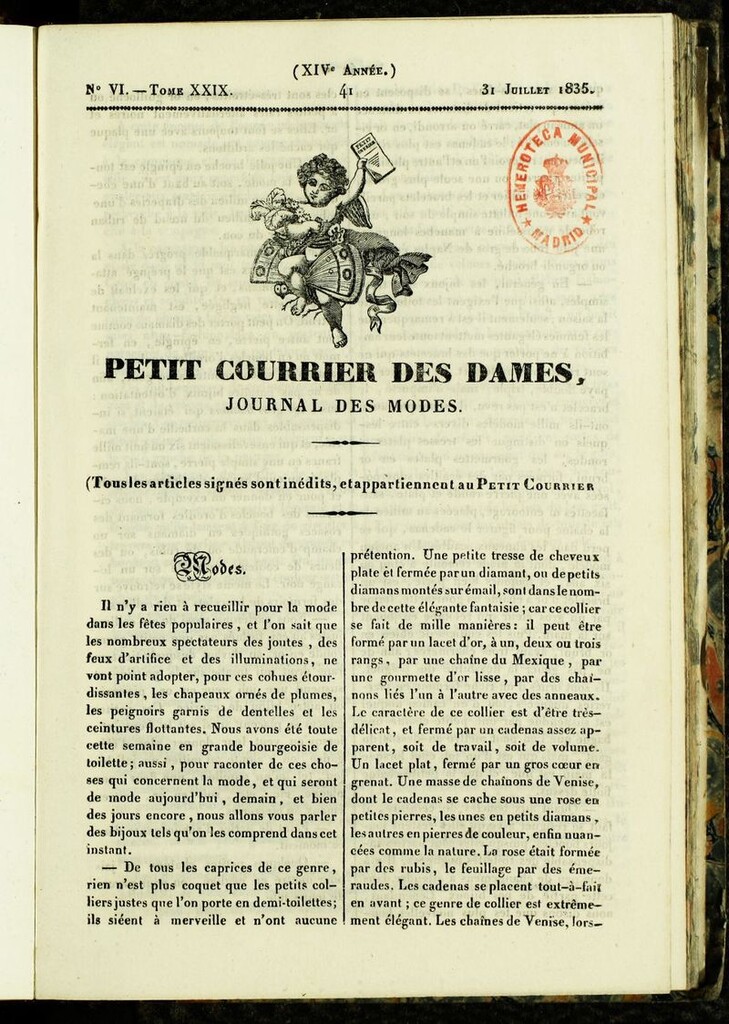 (XIVe ANNÉE.)
No VI. — TOME XXIX.
41
31 JUILLET 1835.
PETIT
HEMEROTECA MUNICIPAL
MADRID
PETIT COURRIER DES DAMES,
JOURNAL DES MODES.
(Tous les articles signés sont inédits, et appartiennent au PETIT COURRIER
Modes.
Il n'y a rien à recueillir pour la mode
dans les fêtes populaires, et l'on sait que
les nombreux spectateurs des joutes, des
feux d'artifice et des illuminations, ne
vont point adopter, pour ces cohues étour-
dissantes, les chapeaux ornés de plumes,
les peignoirs garnis de dentelles et les
ceintures flottantes. Nous avons été toute
cette semaine en grande bourgeoisie de
toilette; aussi, pour raconter de ces cho-
ses qui concernent la mode, et qui seront
de mode aujourd'hui, demain, et bien
des jours encore, nous allons vous parler
des bijoux tels qu'on les comprend dans cet
instant.
— De tous les caprices de ce genre,
rien n'est plus coquet que les petits col-
liers justes que l'on porte en demi-toilettes;
ils siéent à merveille et n'ont aucune
prétention. Une petite tresse de cheveux
plate et fermée par un diamant, ou de petits
diamans montés sur émail, sont dans le nom-
bre de cette élégante fantaisie; car ce collier
se fait de mille manières: il peut être
formé par un lacet d'or, à un, deux ou trois
rangs, par une chaîne du Mexique, par
une gourmette d'or lisse, par des chaî-
nons liés l'un à l'autre avec des anneaux.
Le caractère de ce collier est d'être très-
délicat, et fermé par un cadenas assez ap-
parent, soit de travail, soit de volume.
Un lacet plat, fermé par un gros cœur en
grenat. Une masse de chaînons de Venise,
dont le cadenas se cache sous une rose en
petites pierres, les unes en petits diamans,
les autres en pierres de couleur, enfin nuan-
cées comme la nature. La rose était formée
par des rubis, le feuillage par des éme-
raudes. Les cadenas se placent tout-à-fait
en avant; ce genre de collier est extrême-
ment élégant. Les chaînes de Venise, lors-